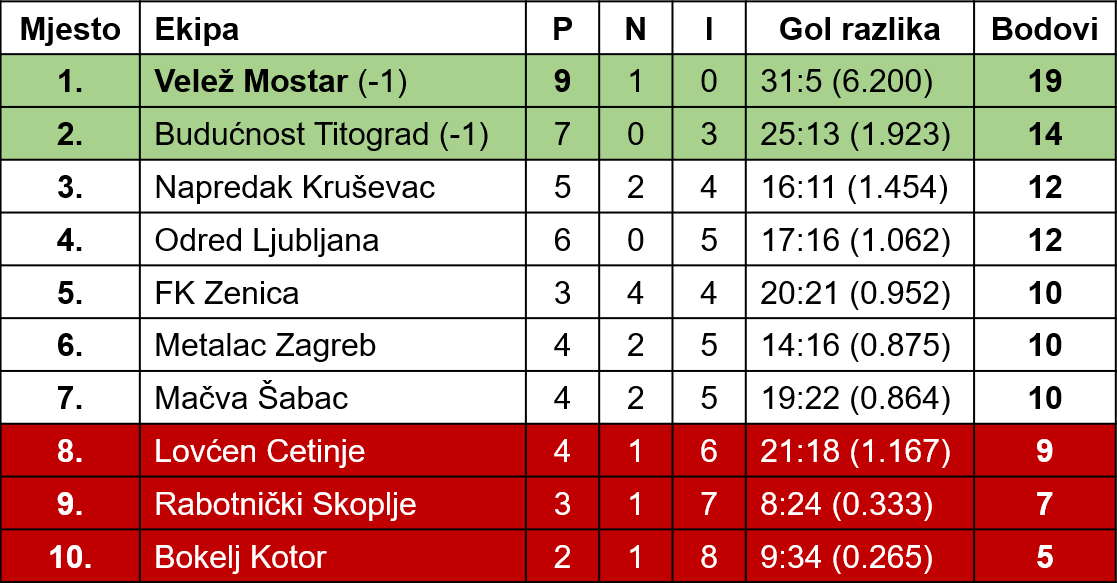 Mjesto Ekipa P N I Gol razlika Bodovi
1. Velež Mostar (-1) 9 1 0 31:5 (6.200) 19
2. Budućnost Titograd (-1) 7 0 3 25:13 (1.923) 14
3. Napredak Kruševac 5 2 4 16:11 (1.454) 12
4. Odred Ljubljana 6 0 5 17:16 (1.062) 12
5. FK Zenica 3 4 4 20:21 (0.952) 10
6. Metalac Zagreb 4 2 5 14:16 (0.875) 10
7. Mačva Šabac 4 2 5 19:22 (0.864) 10
8. Lovćen Cetinje 4 1 6 21:18 (1.167) 9
9. Rabotnički Skoplje 3 1 7 8:24 (0.333) 7
10. Bokelj Kotor 2 1 8 9:34 (0.265) 5